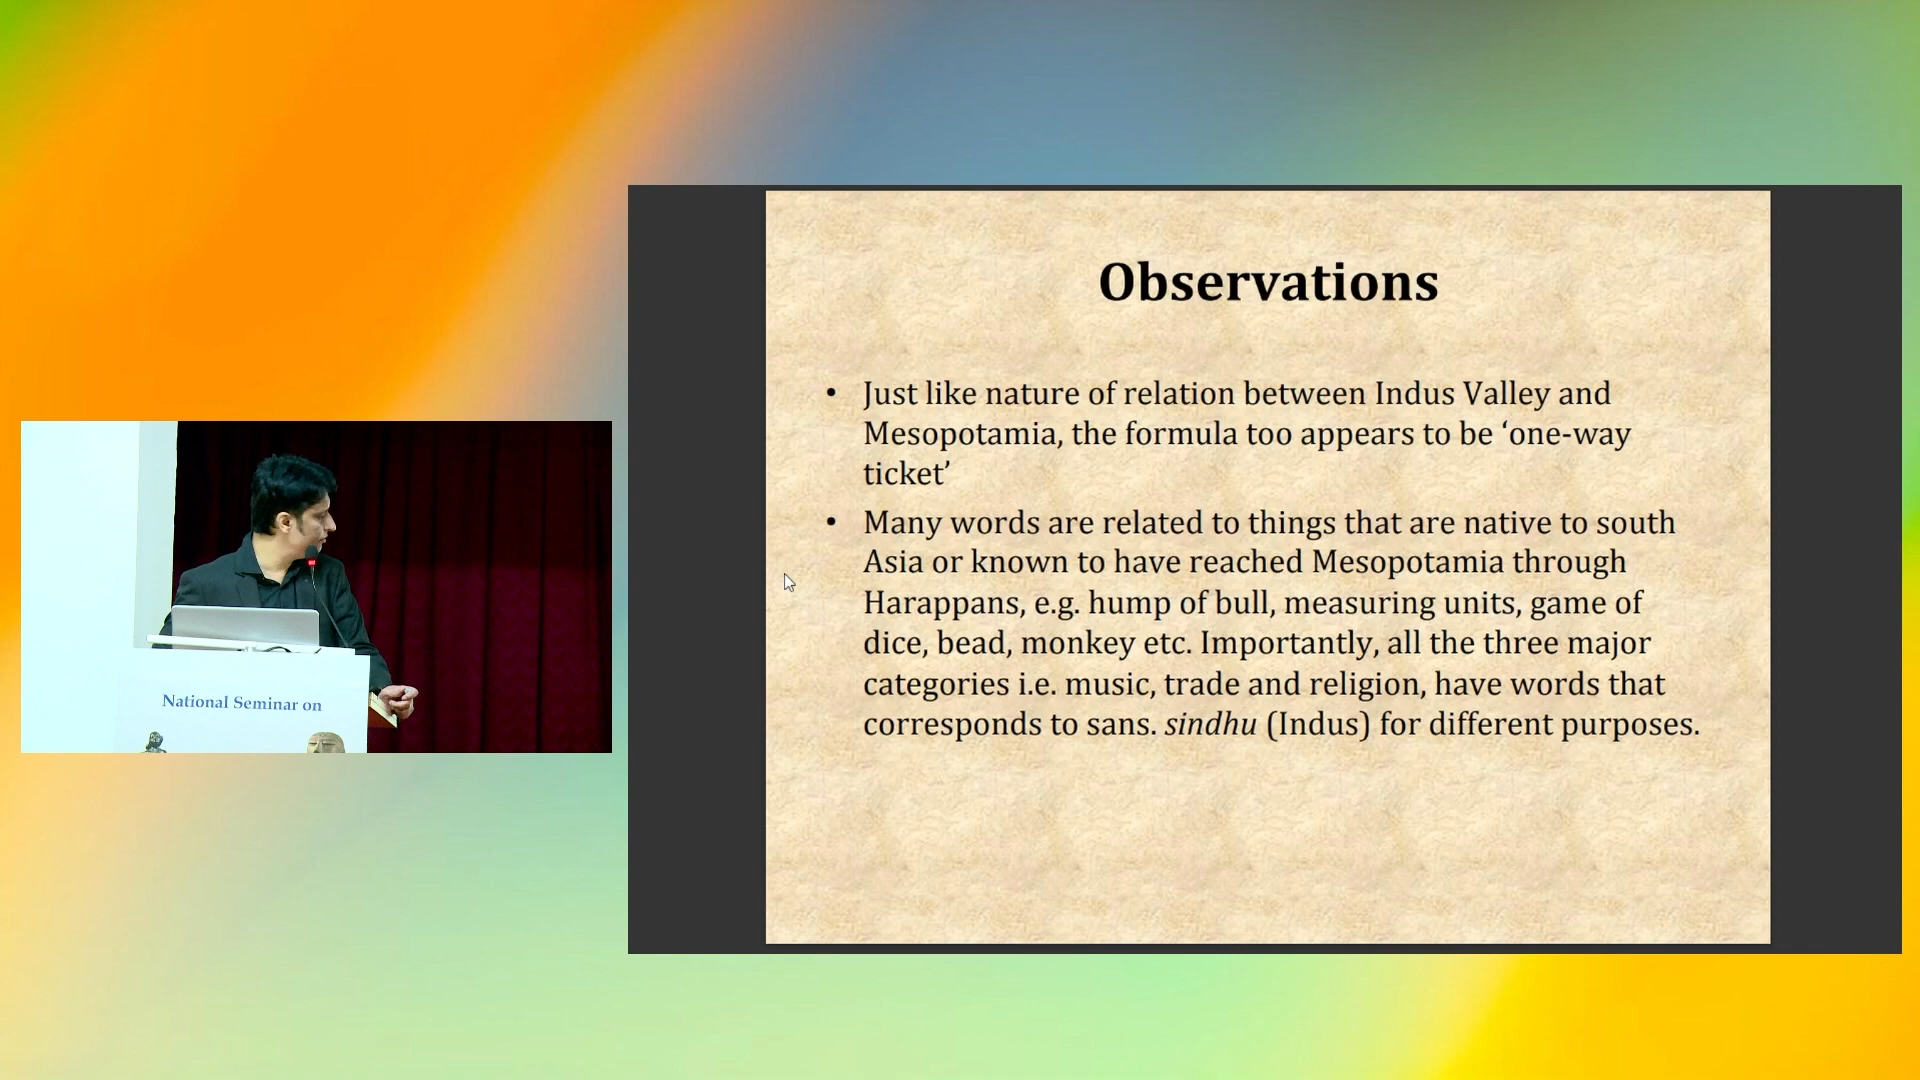 Observations
• Just like nature of relation between Indus Valley and
Mesopotamia, the formula too appears to be ‘one-way
ticket’
• Many words are related to things that are native to south
Asia or known to have reached Mesopotamia through
Harappans, e.g. hump of bull, measuring units, game of
dice, bead, monkey etc. Importantly, all the three major
categories i.e. music, trade and religion, have words that
corresponds to sans. sindhu (Indus) for different purposes.
National Seminar on